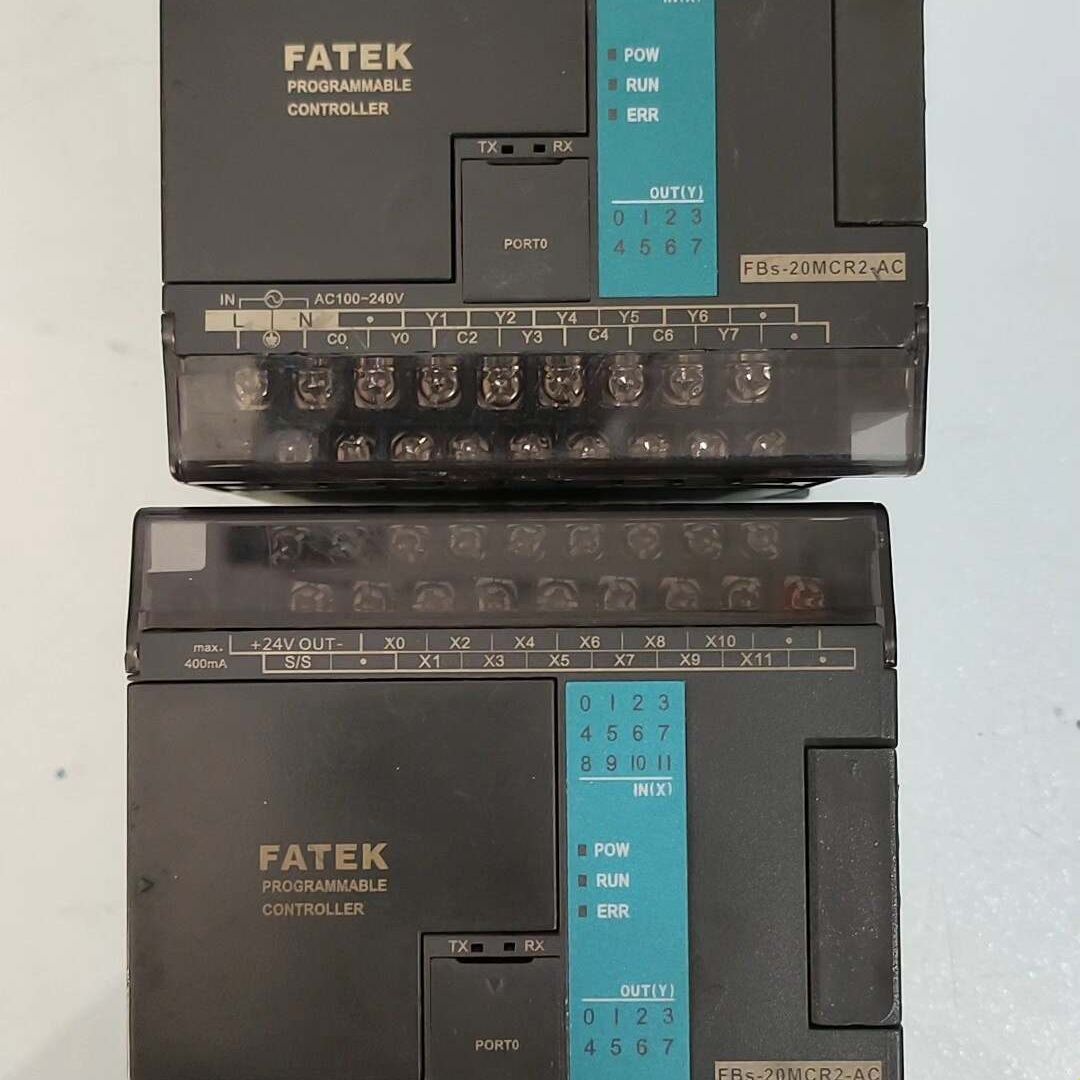 IN(X)
FATEK
PROGRAMMABLE
CONTROLLER
POW
RUN
ERR
TX RX
OUT(Y)
0 1 2 3
4 5 6 7
PORT0
FBs-20MCR2-AC
IN AC100~240V
L N • Y1 Y2 Y4 Y5 Y6 •
C0 Y0 C2 Y3 C4 C6 Y7 •
max. +24V OUT- X0 X2 X4 X6 X8 X10 •
400mA S/S • X1 X3 X5 X7 X9 X11 •
0 1 2 3
4 5 6 7
8 9 10 11
IN(X)
FATEK
PROGRAMMABLE
CONTROLLER
POW
RUN
ERR
TX RX
OUT(Y)
0 1 2 3
4 5 6 7
PORT0
FBs-20MCR2-AC